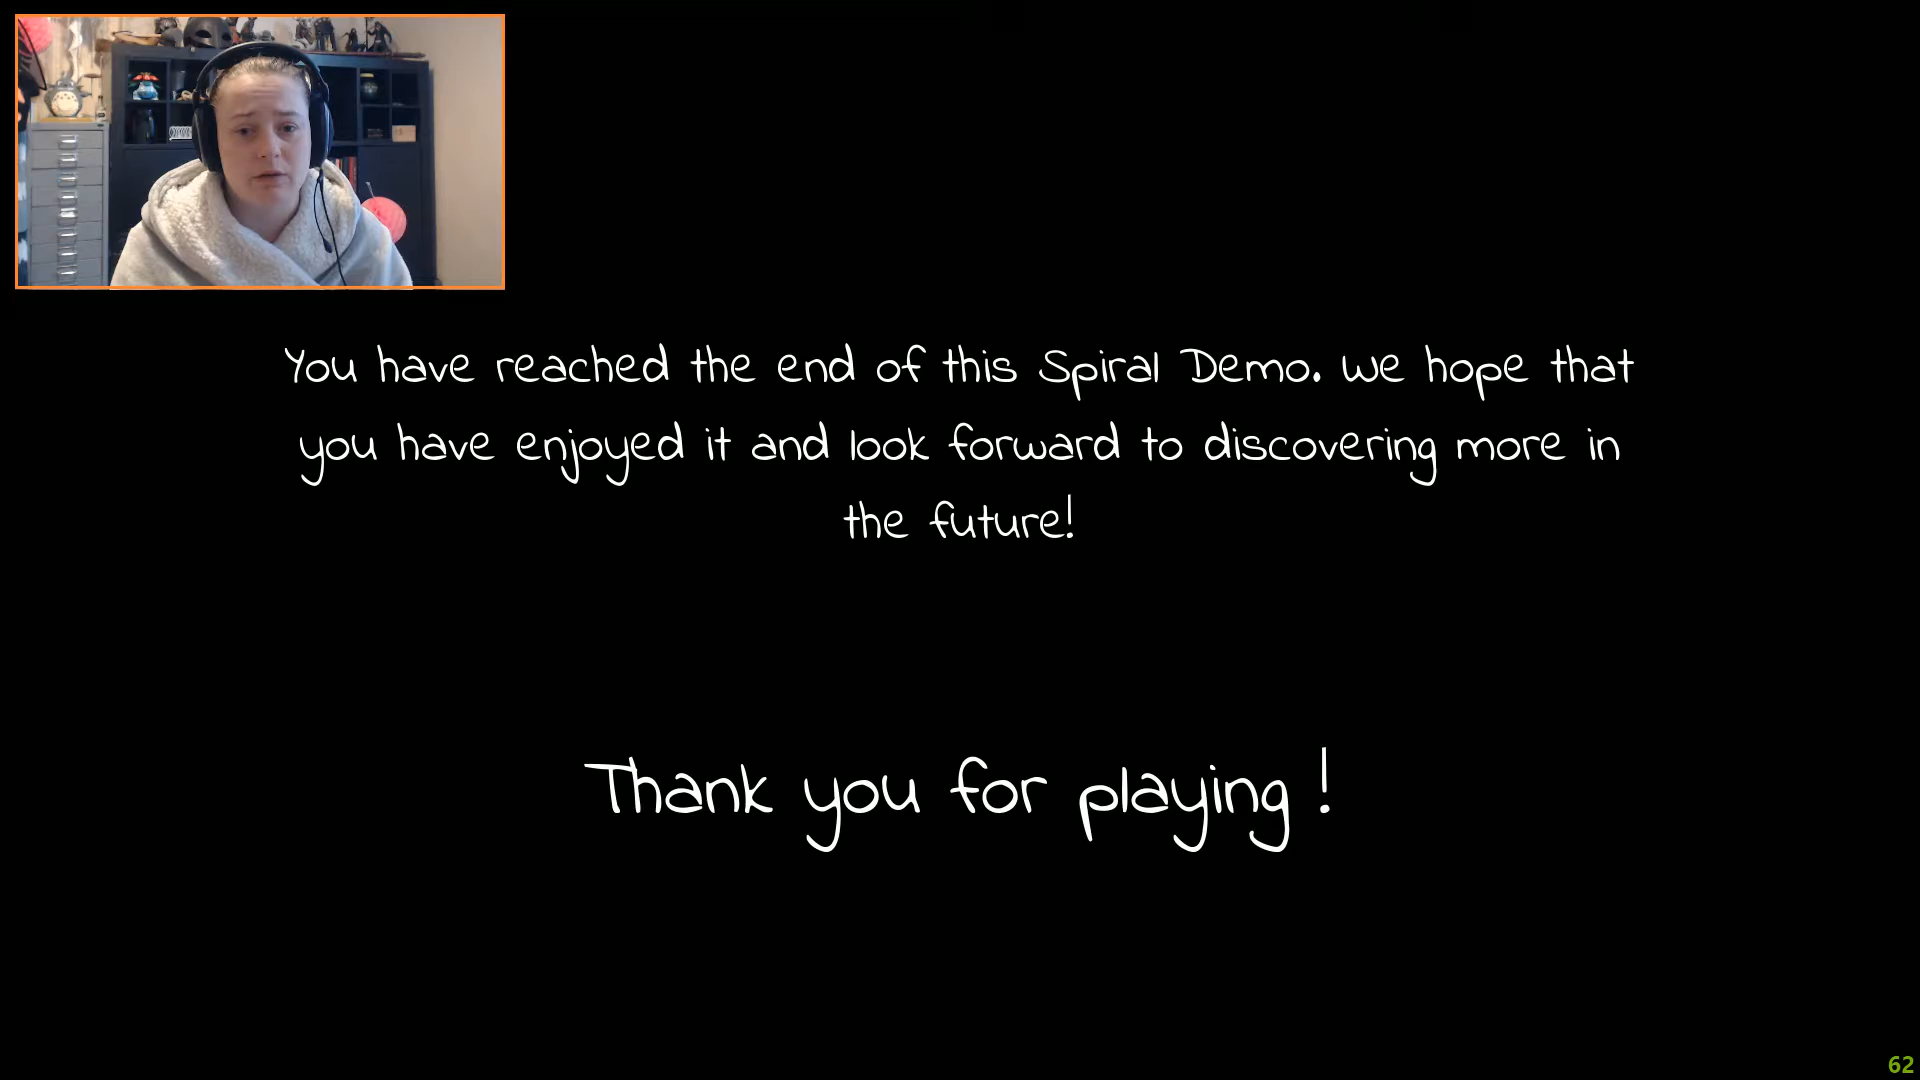 You have reached the end of this Spiral Demo. We hope that
you have enjoyed it and look forward to discovering more in
the future!
Thank you for playing !
62